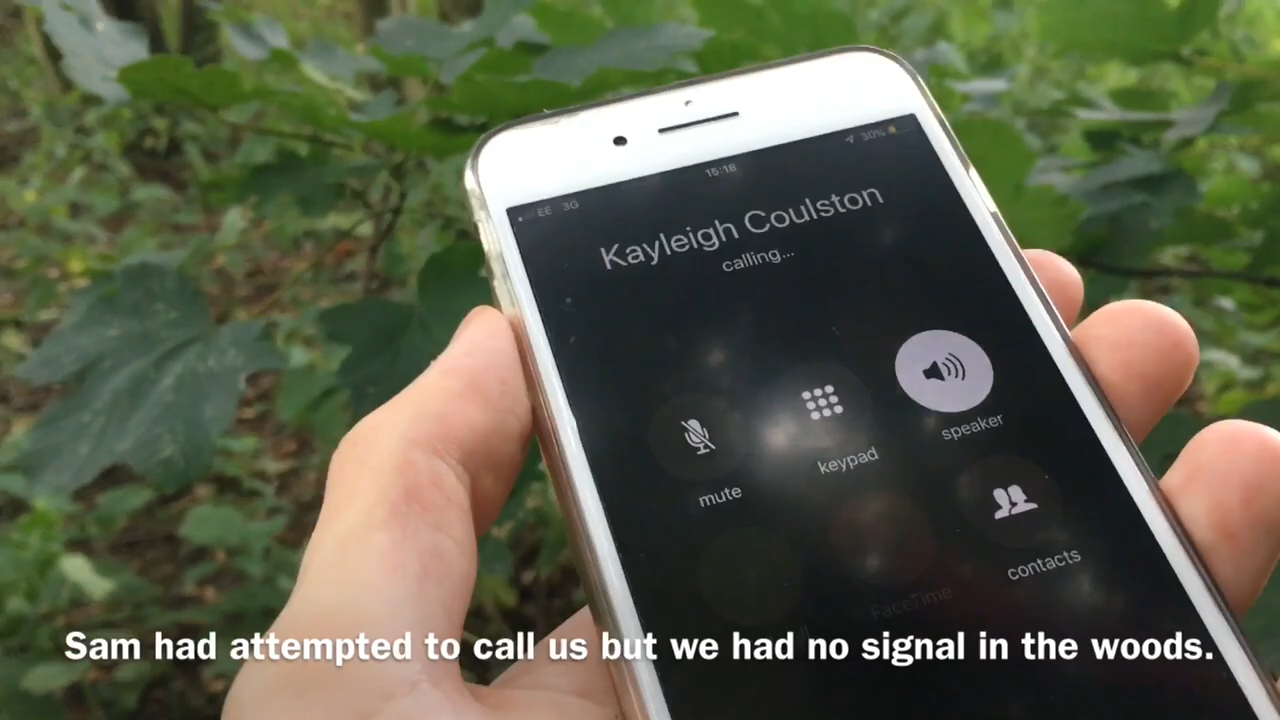 EE 3G
15:18
30%
Kayleigh Coulston
calling...
mute
keypad
speaker
FaceTime
contacts
Sam had attempted to call us but we had no signal in the woods.